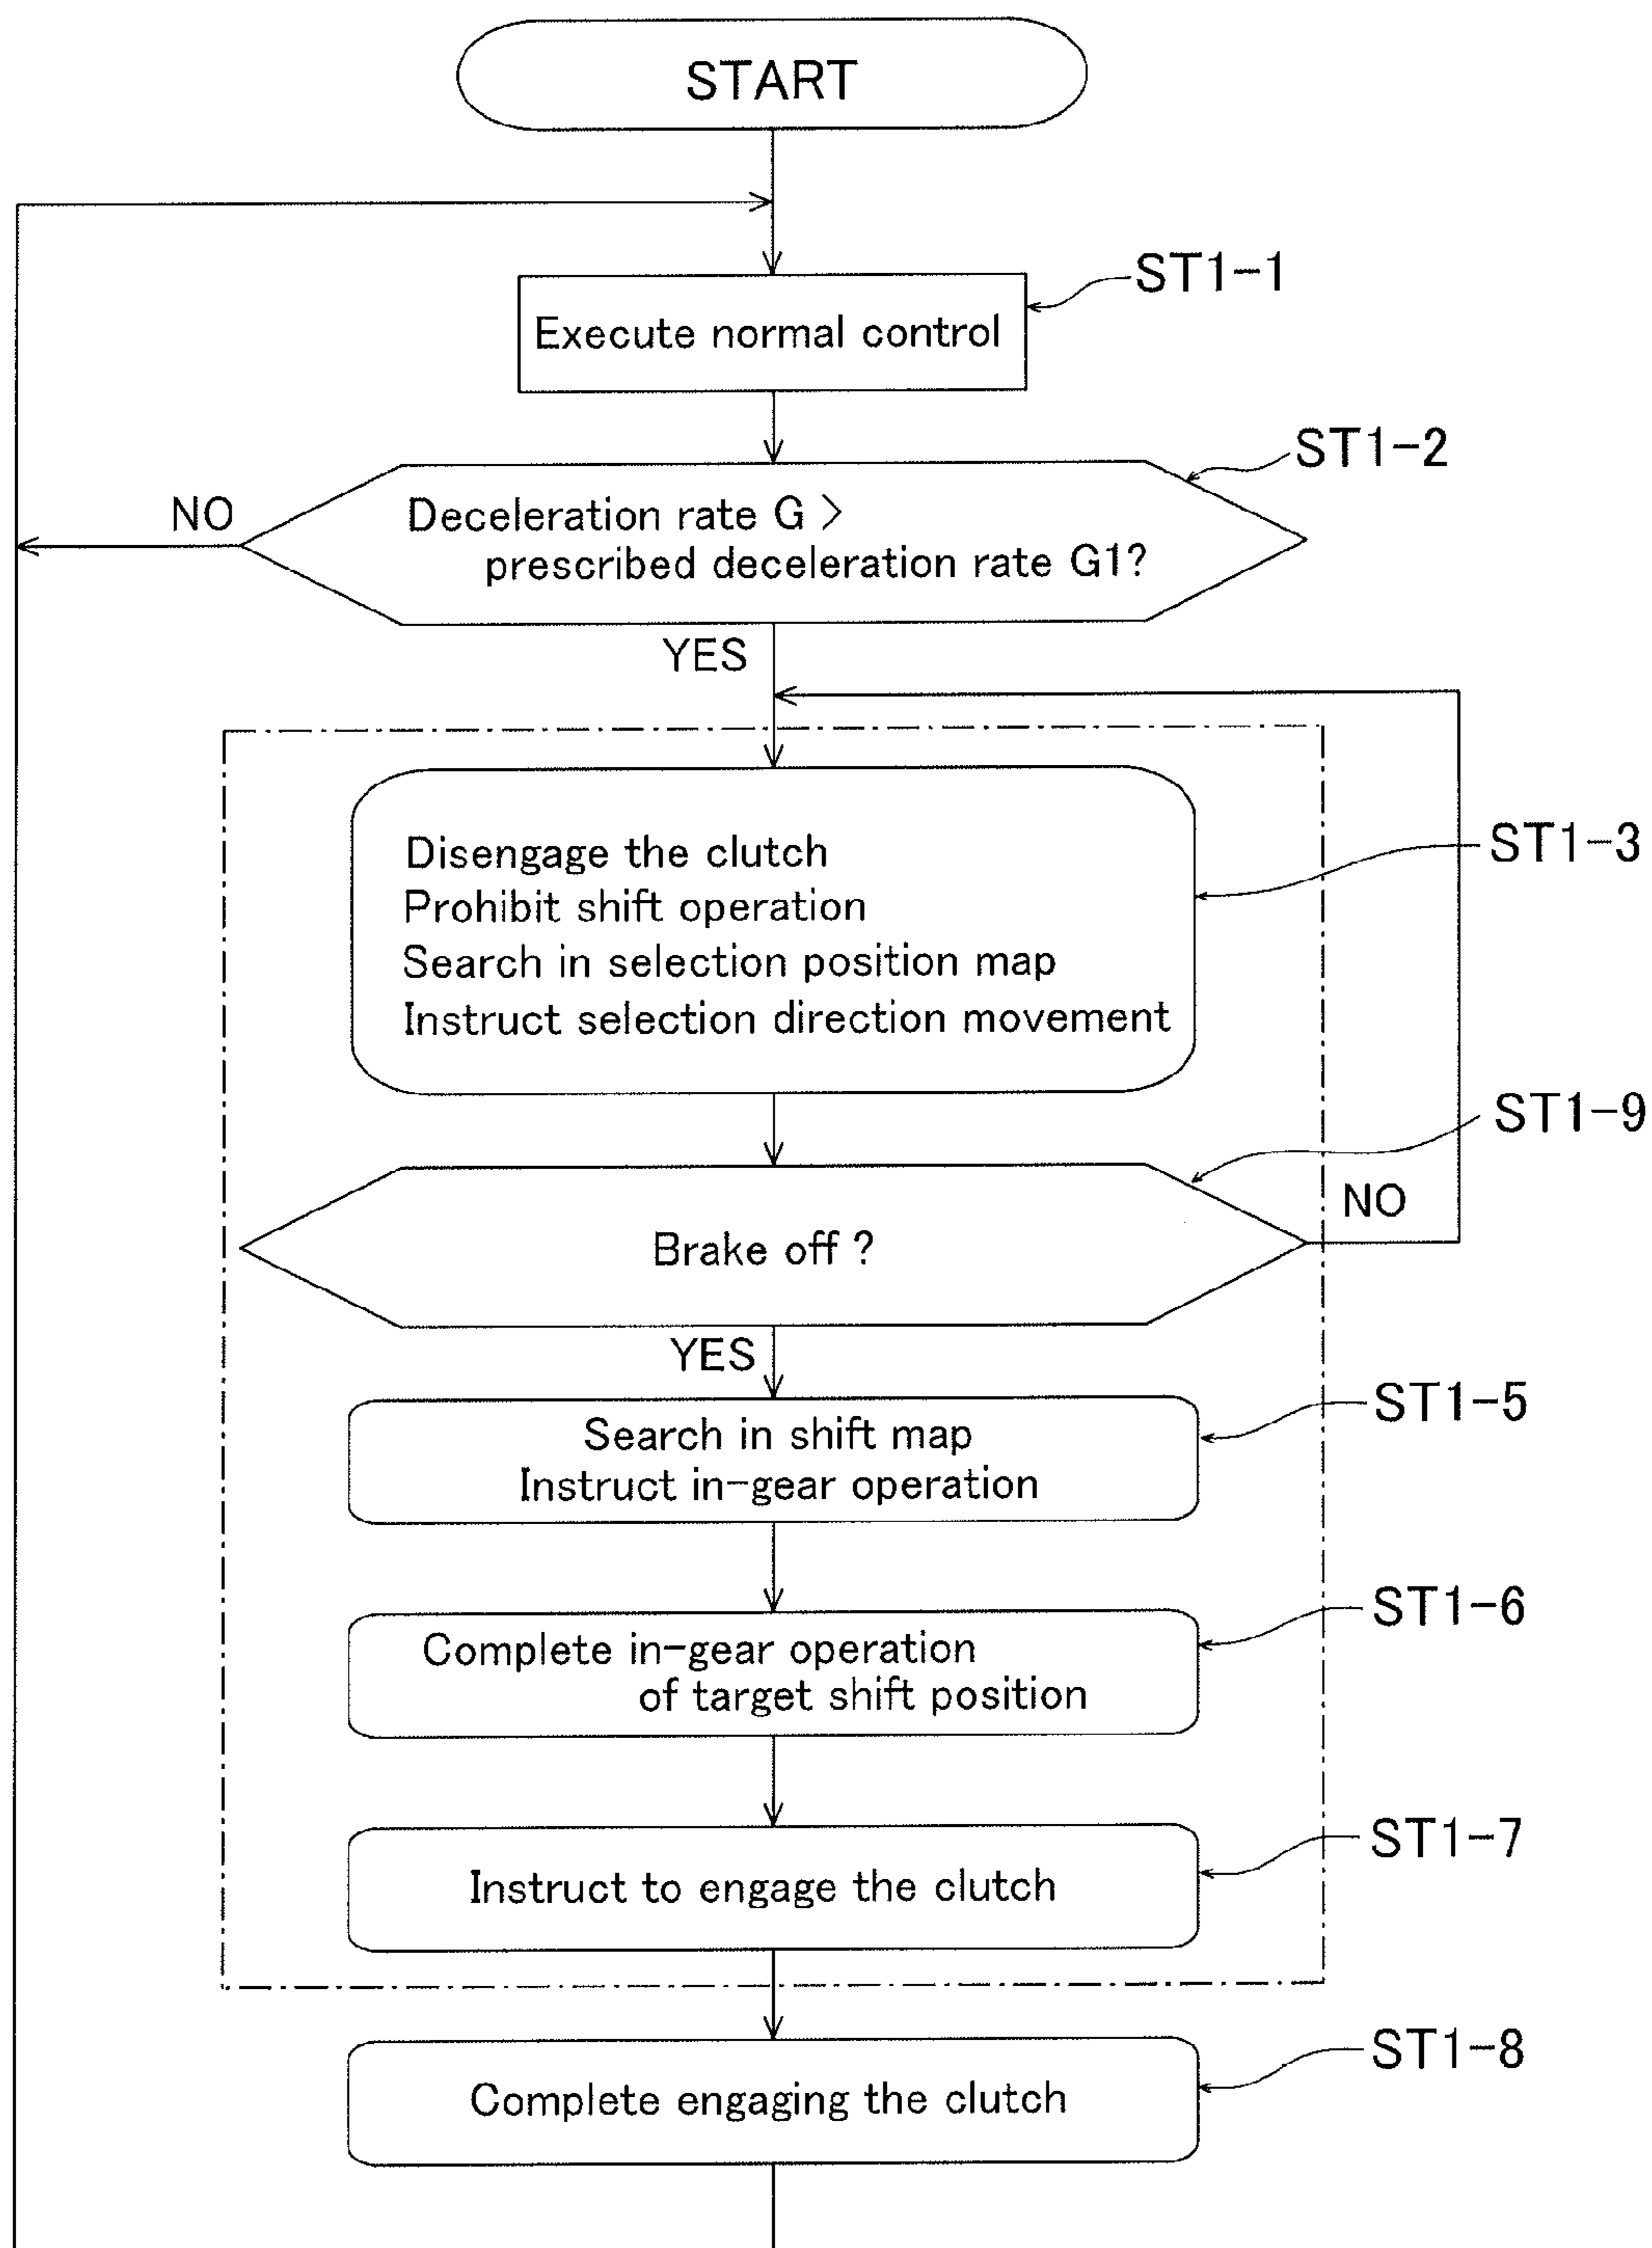 START
ST1-1
Execute normal control
ST1-2
NO
Deceleration rate G >
prescribed deceleration rate G1?
YES
ST1-3
Disengage the clutch
Prohibit shift operation
Search in selection position map
Instruct selection direction movement
ST1-9
NO
Brake off ?
YES
ST1-5
Search in shift map
Instruct in-gear operation
ST1-6
Complete in-gear operation
of target shift position
ST1-7
Instruct to engage the clutch
ST1-8
Complete engaging the clutch